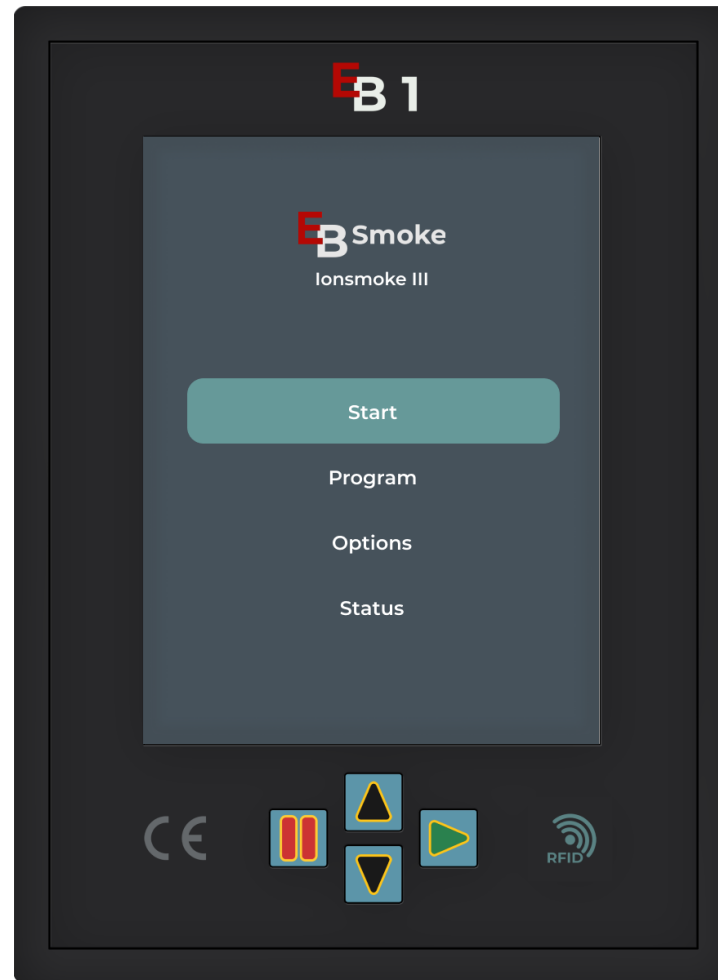 EB 1
EB Smoke
Ionsmoke III
Start
Program
Options
Status
CE
RFID